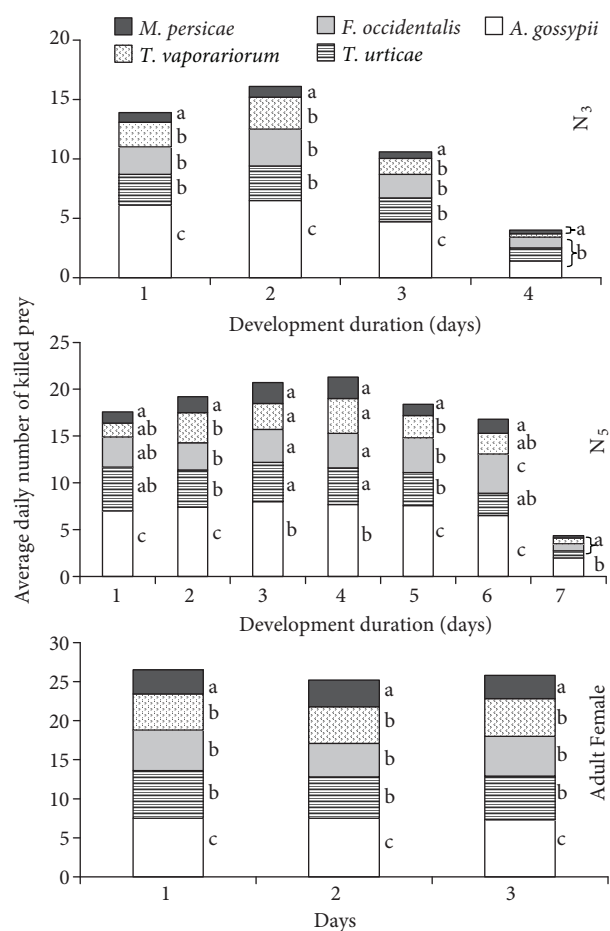 M. persicae F. occidentalis A. gossypii
T. vaporariorum T. urticae
Average daily number of killed prey
20
15
10
5
0
a
b
b
b
c
a
b
b
b
c
a
b
b
b
c
a
b
N3
1 2 3 4
Development duration (days)
25
20
15
10
5
0
a
ab
ab
ab
c
a
b
b
b
c
a
a
a
a
b
a
a
a
a
b
a
b
b
b
c
a
ab
c
ab
c
a
b
N5
1 2 3 4 5 6 7
Development duration (days)
30
25
20
15
10
5
0
a
b
b
b
c
a
b
b
b
c
a
b
b
b
c
Adult Female
1 2 3
Days